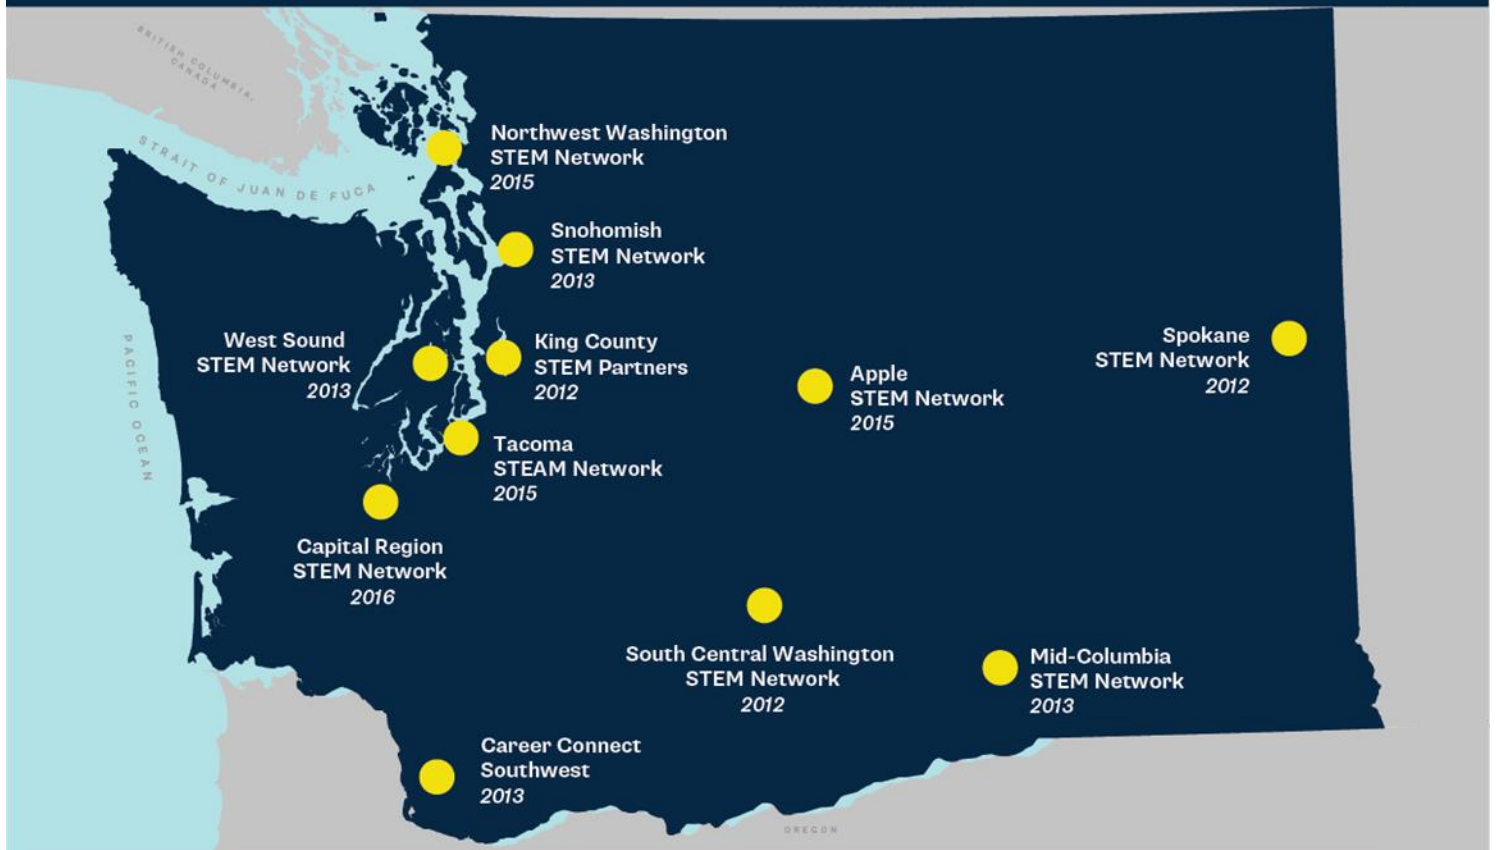 BRITISH COLUMBIA,
CANADA
STRAIT OF JUAN DE FUCA
PACIFIC OCEAN
Northwest Washington
STEM Network
2015
Snohomish
STEM Network
2013
West Sound
STEM Network
2013
King County
STEM Partners
2012
Spokane
STEM Network
2012
Apple
STEM Network
2015
Tacoma
STEAM Network
2015
Capital Region
STEM Network
2016
South Central Washington
STEM Network
2012
Mid-Columbia
STEM Network
2013
Career Connect
Southwest
2013
OREGON